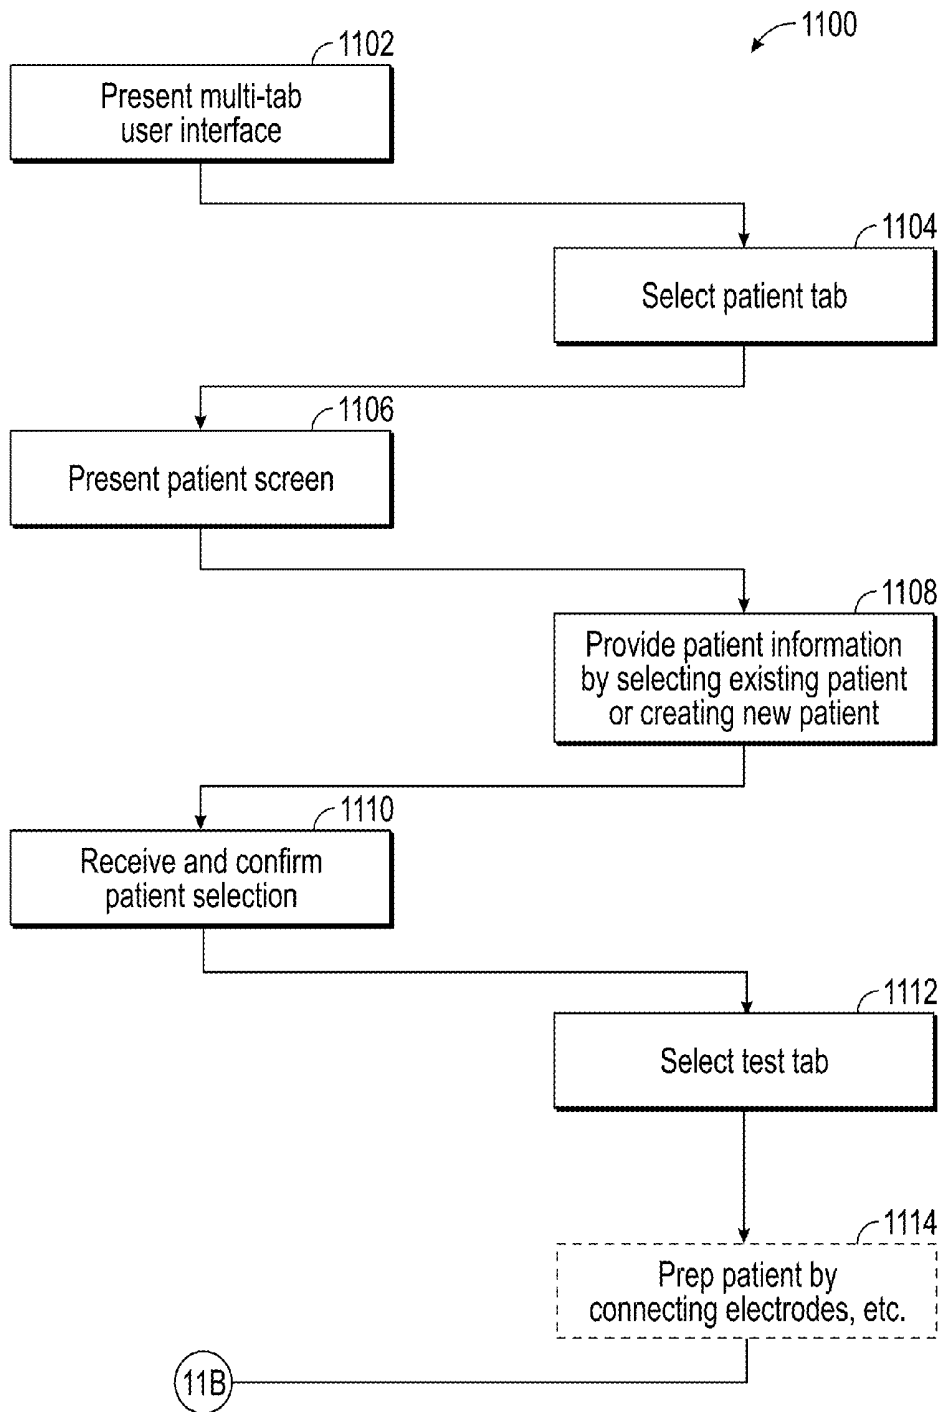 1100
1102
Present multi-tab
user interface
1104
Select patient tab
1106
Present patient screen
1108
Provide patient information
by selecting existing patient
or creating new patient
1110
Receive and confirm
patient selection
1112
Select test tab
1114
Prep patient by
connecting electrodes, etc.
11B